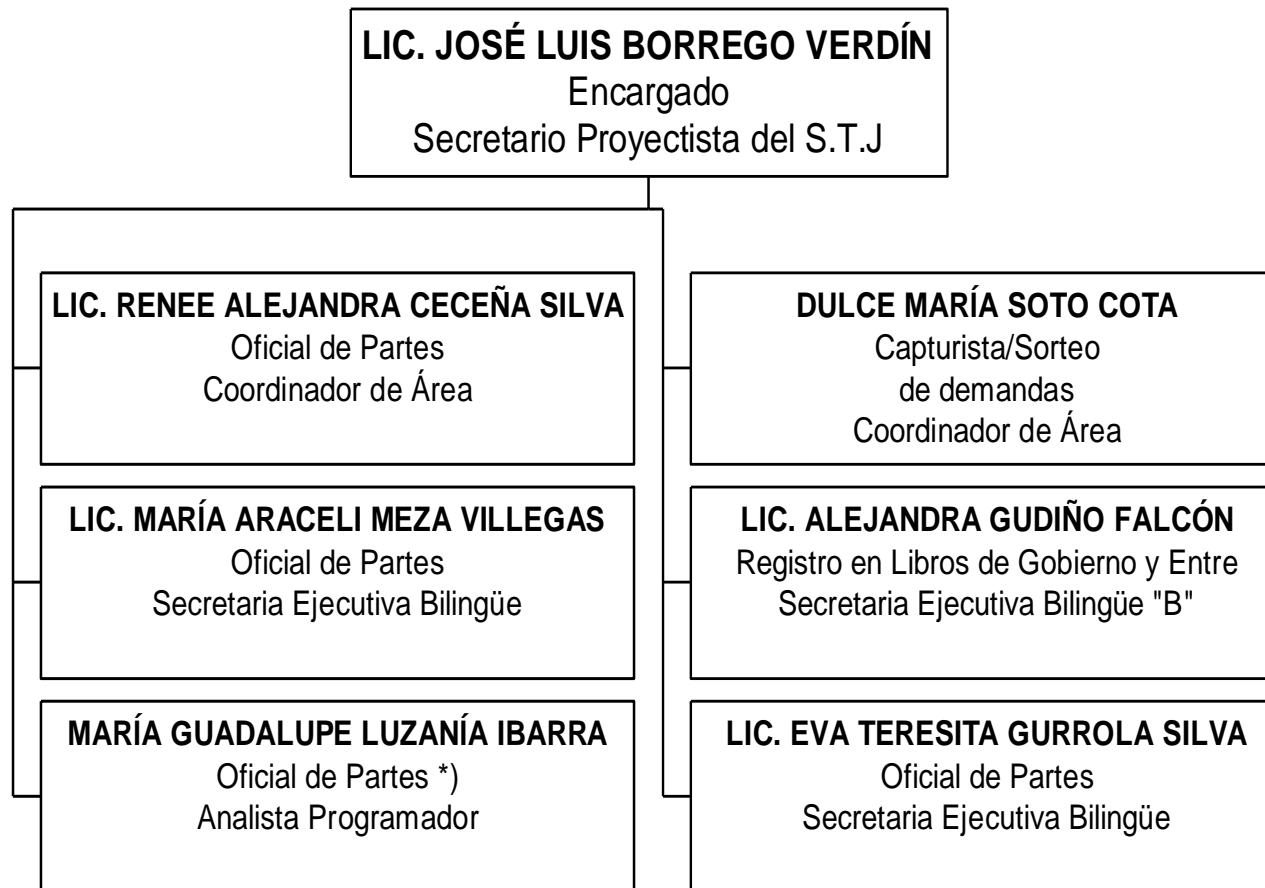 LIC. JOSÉ LUIS BORREGO VERDÍN
Encargado
Secretario Proyectista del S.T.J
LIC. RENEE ALEJANDRA CECEÑA SILVA
Oficial de Partes
Coordinador de Área
DULCE MARÍA SOTO COTA
Capturista/Sorteo
de demandas
Coordinador de Área
LIC. MARÍA ARACELI MEZA VILLEGAS
Oficial de Partes
Secretaria Ejecutiva Bilingüe
LIC. ALEJANDRA GUDIÑO FALCÓN
Registro en Libros de Gobierno y Entre
Secretaria Ejecutiva Bilingüe "B"
MARÍA GUADALUPE LUZANÍA IBARRA
Oficial de Partes *)
Analista Programador
LIC. EVA TERESITA GURROLA SILVA
Oficial de Partes
Secretaria Ejecutiva Bilingüe